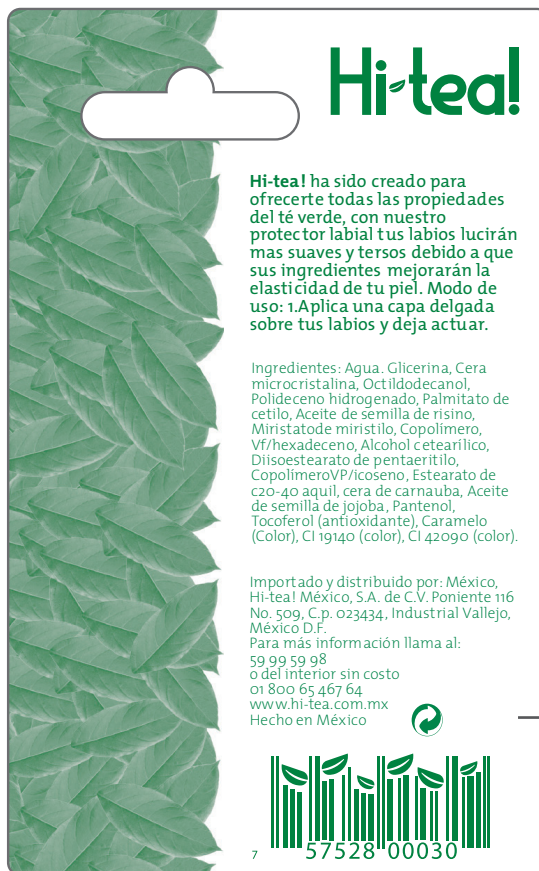 Hi-tea!
Hi-tea! ha sido creado para
ofrecerte todas las propiedades
del té verde, con nuestro
protector labial tus labios lucirán
mas suaves y tersos debido a que
sus ingredientes mejorarán la
elasticidad de tu piel. Modo de
uso: 1.Aplica una capa delgada
sobre tus labios y deja actuar.
Ingredientes: Agua. Glicerina, Cera
microcristalina, Octildodecanol,
Polideceno hidrogenado, Palmitato de
cetilo, Aceite de semilla de risino,
Miristatode miristilo, Copolímero,
Vf/hexadeceno, Alcohol cetearílico,
Diisoestearato de pentaeritilo,
CopolímeroVP/icoseno, Estearato de
c20-40 aquil, cera de carnauba, Aceite
de semilla de jojoba, Pantenol,
Tocoferol (antioxidante), Caramelo
(Color), CI 19140 (color), CI 42090 (color).
Importado y distribuido por: México,
Hi-tea! México, S.A. de C.V. Poniente 116
No. 509, C.p. 023434, Industrial Vallejo,
México D.F.
Para más información llama al:
59 99 59 98
o del interior sin costo
01 800 65 467 64
www.hi-tea.com.mx
Hecho en México
7 57528 00030